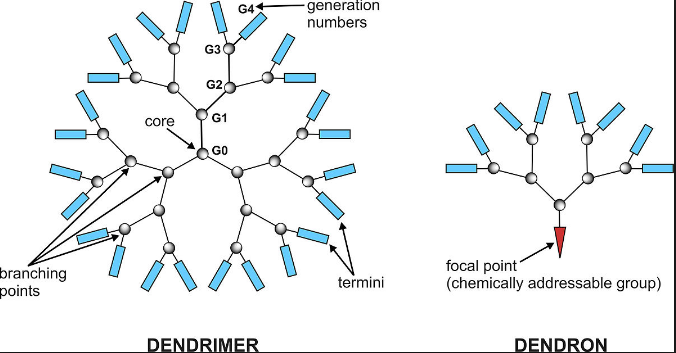 G4
generation
numbers
G3
G2
G1
core
G0
branching
points
termini
focal point
(chemically addressable group)
DENDRIMER
DENDRON